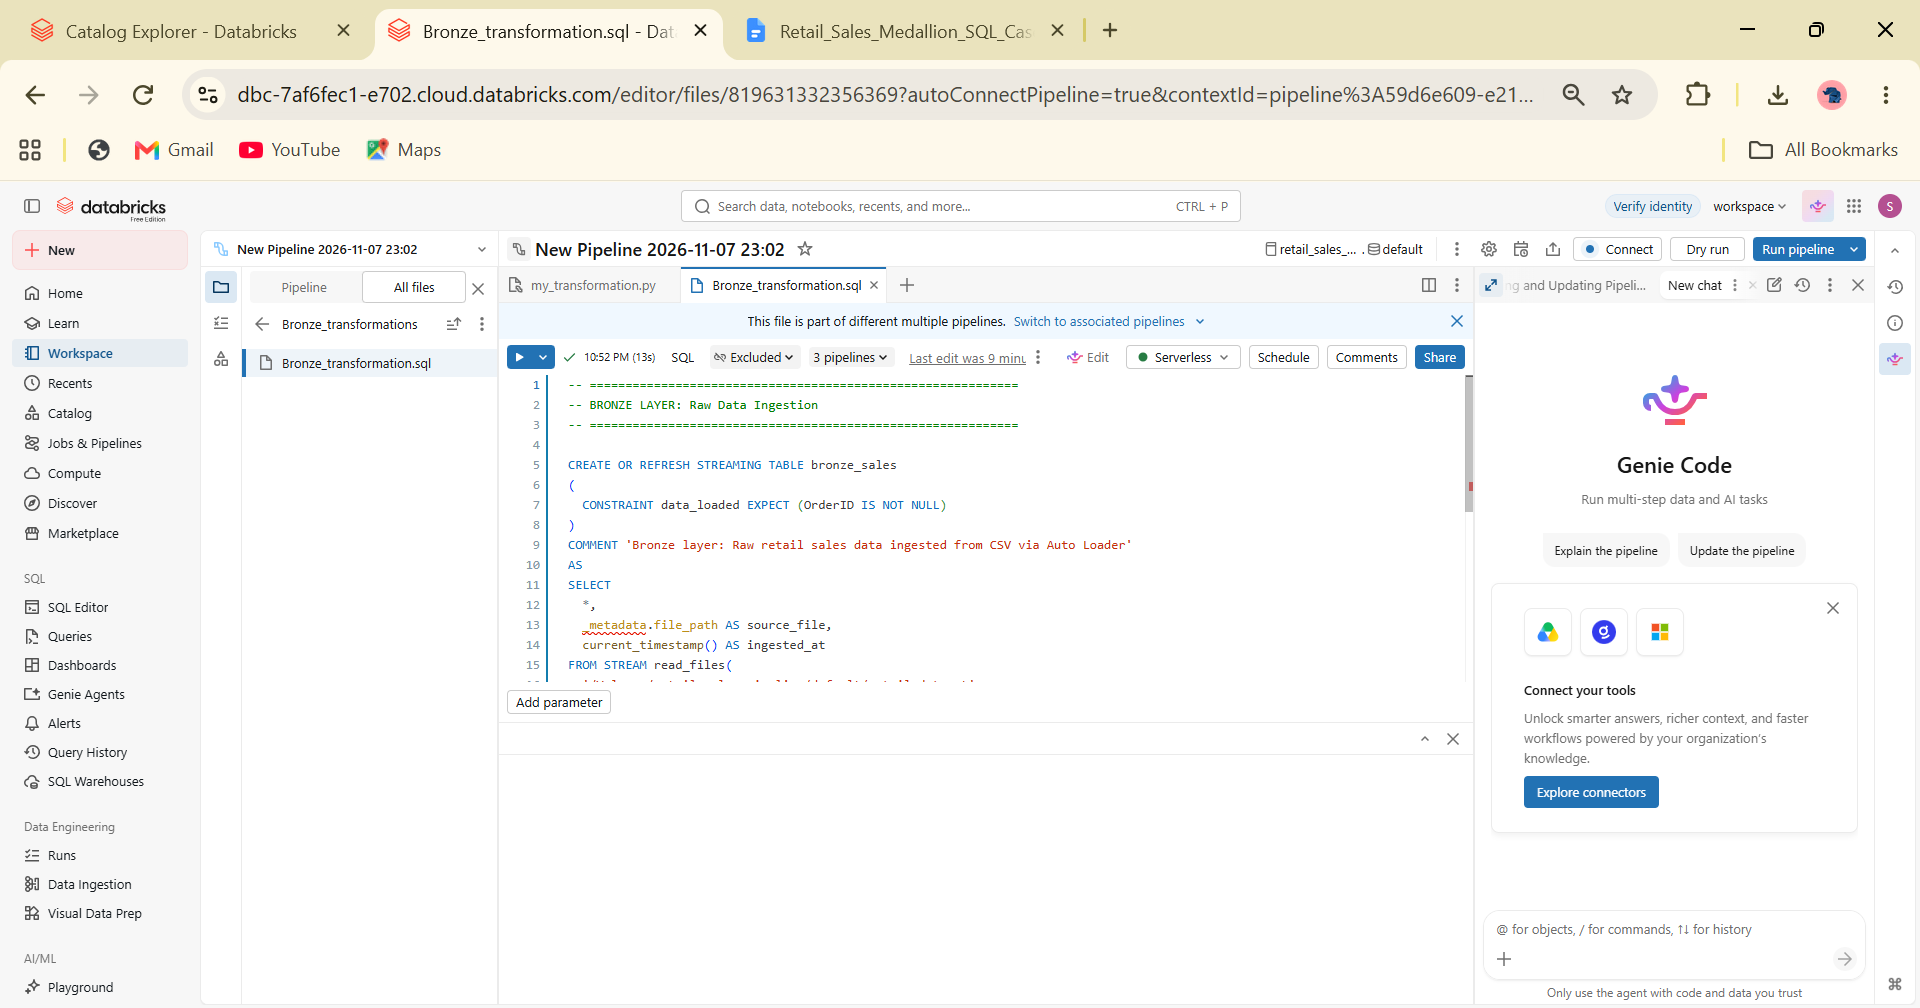 Catalog Explorer - Databricks
Bronze_transformation.sql - Dat
Retail_Sales_Medallion_SQL_Cas
dbc-7af6fec1-e702.cloud.databricks.com/editor/files/819631332356369?autoConnectPipeline=true&contextId=pipeline%3A59d6e609-e21...
Gmail
YouTube
Maps
All Bookmarks
databricks
Free Edition
Search data, notebooks, recents, and more...
CTRL + P
Verify identity
workspace
S
New
Home
Learn
Workspace
Recents
Catalog
Jobs & Pipelines
Compute
Discover
Marketplace
SQL
SQL Editor
Queries
Dashboards
Genie Agents
Alerts
Query History
SQL Warehouses
Data Engineering
Runs
Data Ingestion
Visual Data Prep
AI/ML
Playground
New Pipeline 2026-11-07 23:02
Pipeline
All files
Bronze_transformations
Bronze_transformation.sql
New Pipeline 2026-11-07 23:02
retail_sales_... . default
Connect
Dry run
Run pipeline
my_transformation.py
Bronze_transformation.sql
This file is part of different multiple pipelines. Switch to associated pipelines
10:52 PM (13s)
SQL
Excluded
3 pipelines
Last edit was 9 minu
Edit
Serverless
Schedule
Comments
Share
1 -- ============================================================
2 -- BRONZE LAYER: Raw Data Ingestion
3 -- ============================================================
4
5 CREATE OR REFRESH STREAMING TABLE bronze_sales
6 (
7 CONSTRAINT data_loaded EXPECT (OrderID IS NOT NULL)
8 )
9 COMMENT 'Bronze layer: Raw retail sales data ingested from CSV via Auto Loader'
10 AS
11 SELECT
12 *,
13 _metadata.file_path AS source_file,
14 current_timestamp() AS ingested_at
15 FROM STREAM read_files(
Add parameter
ng and Updating Pipeli...
New chat
Genie Code
Run multi-step data and AI tasks
Explain the pipeline
Update the pipeline
Connect your tools
Unlock smarter answers, richer context, and faster
workflows powered by your organization's
knowledge.
Explore connectors
@ for objects, / for commands, ↑↓ for history
Only use the agent with code and data you trust